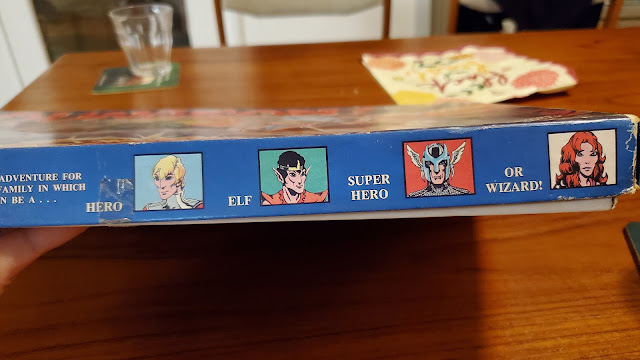 ADVENTURE FOR
FAMILY IN WHICH
N BE A . . .
HERO
ELF
SUPER
HERO
OR
WIZARD!